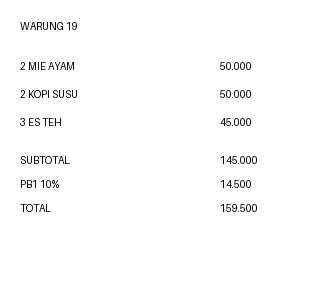 WARUNG 19
2 MIE AYAM 50.000
2 KOPI SUSU 50.000
3 ES TEH 45.000
SUBTOTAL 145.000
PB1 10% 14.500
TOTAL 159.500